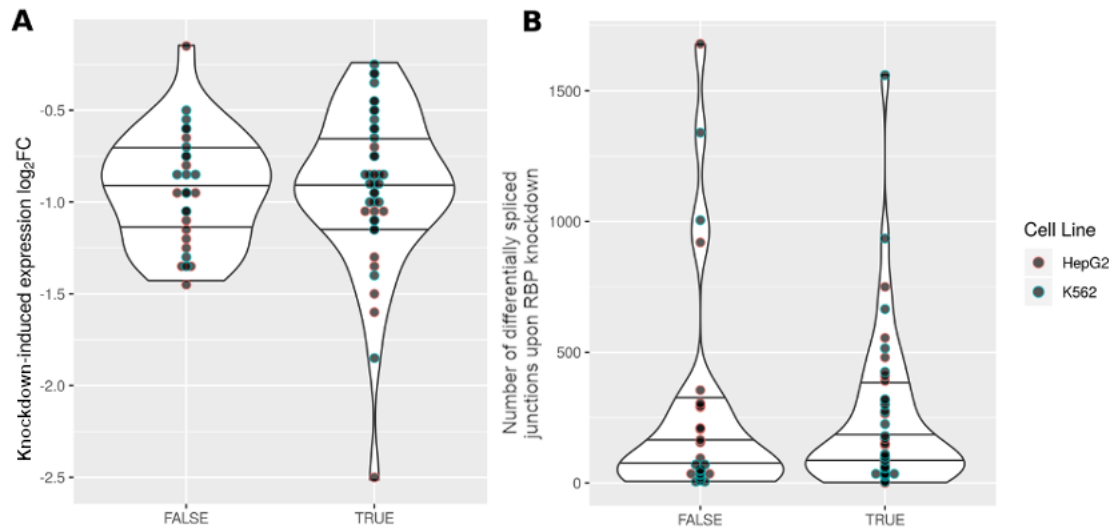 A
Knockdown-induced expression log₂FC
-0.5
-1.0
-1.5
-2.0
-2.5
FALSE
TRUE
B
Number of differentially spliced
junctions upon RBP knockdown
1500
1000
500
0
FALSE
TRUE
Cell Line
HepG2
K562